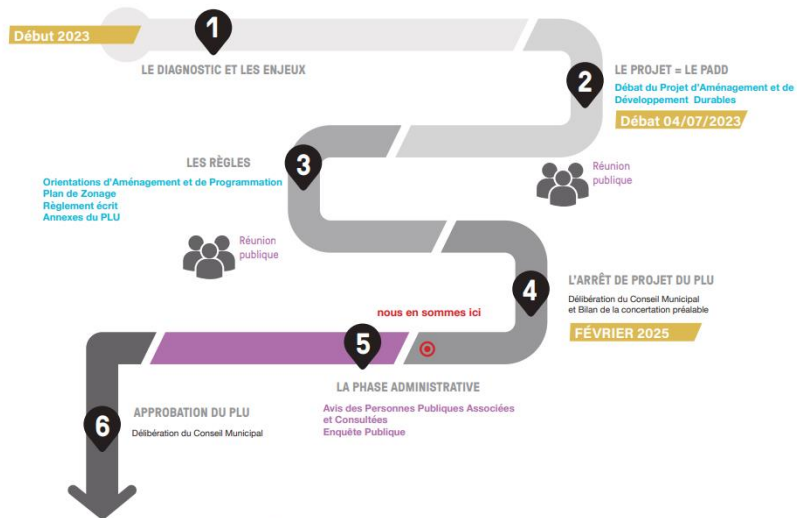 Début 2023
1
LE DIAGNOSTIC ET LES ENJEUX
2
LE PROJET = LE PADD
Débat du Projet d'Aménagement et de
Développement Durables
Débat 04/07/2023
Réunion
publique
3
LES RÈGLES
Orientations d'Aménagement et de Programmation
Plan de Zonage
Règlement écrit
Annexes du PLU
Réunion
publique
4
L'ARRÊT DE PROJET DU PLU
Délibération du Conseil Municipal
et Bilan de la concertation préalable
FÉVRIER 2025
nous en sommes ici
5
LA PHASE ADMINISTRATIVE
Avis des Personnes Publiques Associées
et Consultées
Enquête Publique
6
APPROBATION DU PLU
Délibération du Conseil Municipal